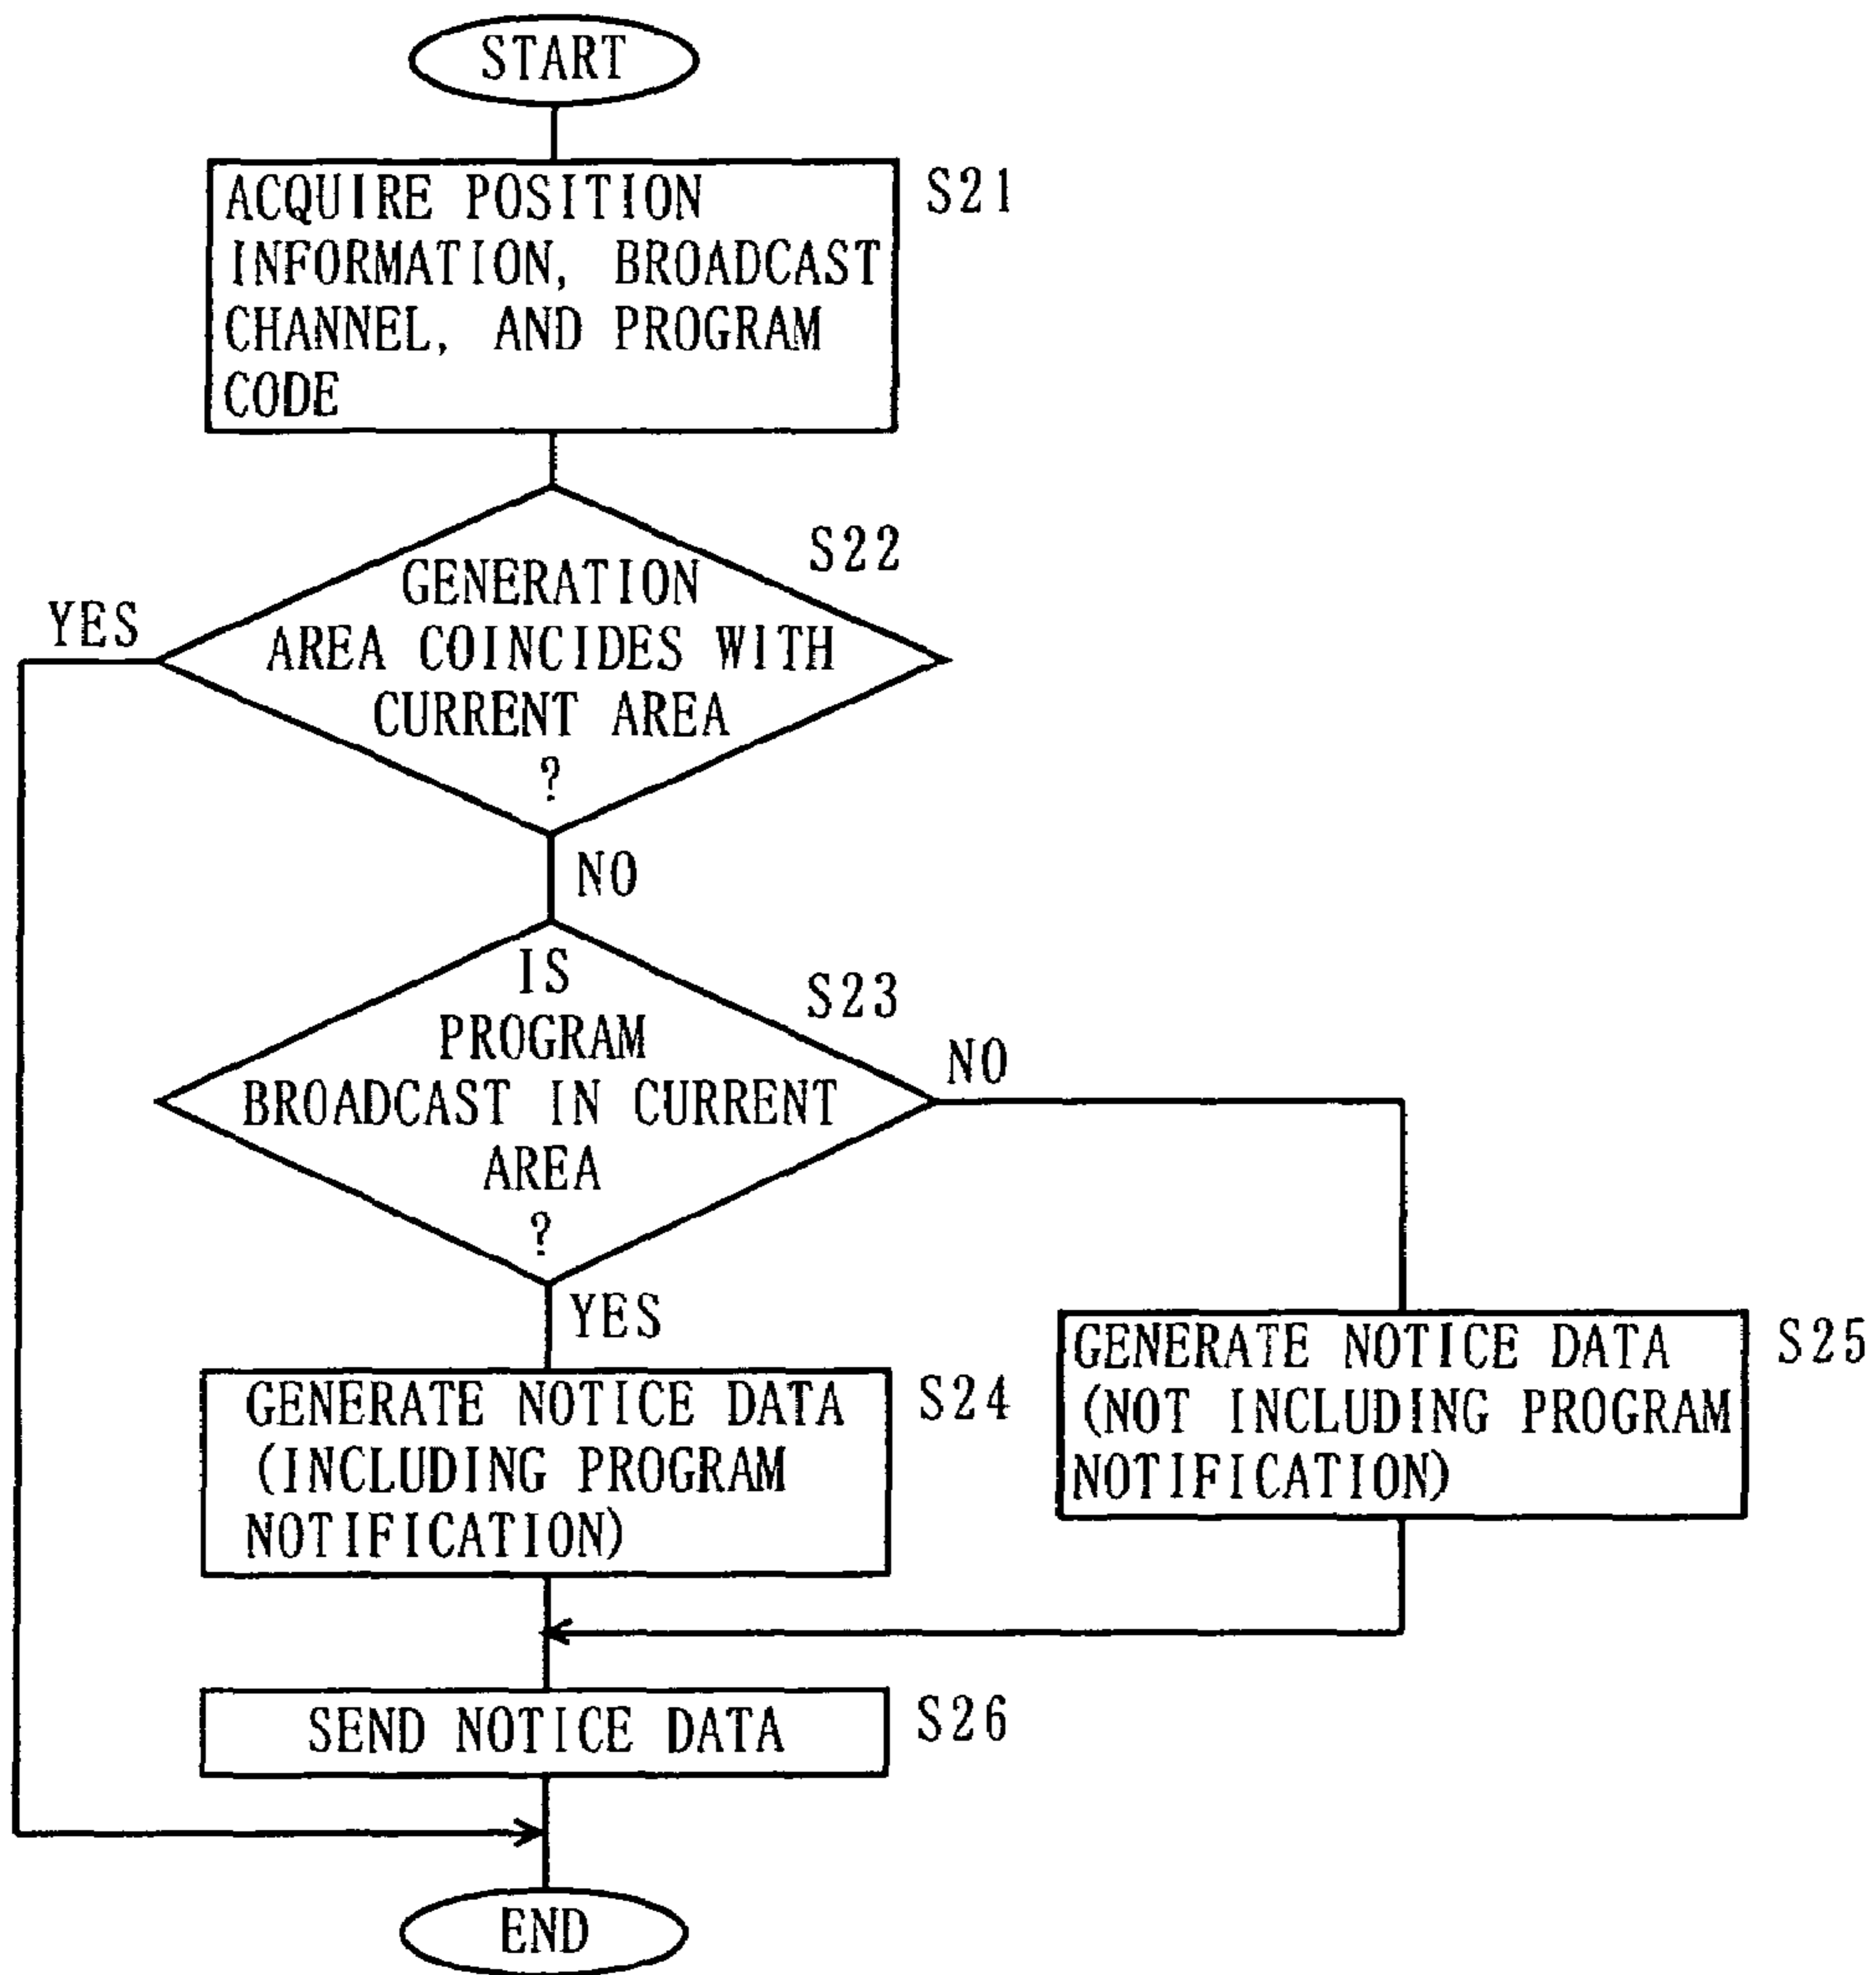 START
ACQUIRE POSITION
INFORMATION, BROADCAST
CHANNEL, AND PROGRAM
CODE
S21
S22
GENERATION
AREA COINCIDES WITH
CURRENT AREA
?
YES
NO
IS
PROGRAM
BROADCAST IN CURRENT
AREA
?
S23
NO
YES
GENERATE NOTICE DATA
(INCLUDING PROGRAM
NOTIFICATION)
S24
GENERATE NOTICE DATA
(NOT INCLUDING PROGRAM
NOTIFICATION)
S25
SEND NOTICE DATA
S26
END